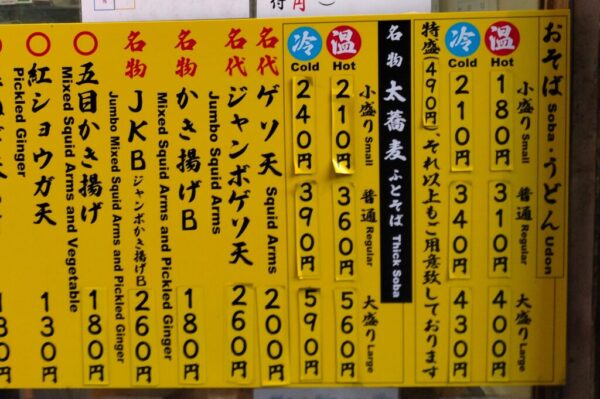 おそば Soba・うどん Udon
温 Hot
小盛り Small 180円
普通 Regular 310円
大盛り Large 400円
冷 Cold
210円
340円
430円
特盛(490円)、それ以上もご用意致しております
名物 太蕎麦 ふとそば Thick Soba
温 Hot
小盛り Small 210円
普通 Regular 360円
大盛り Large 560円
冷 Cold
240円
390円
590円
名代 ゲソ天 Squid Arms 200円
名代 ジャンボゲソ天 260円
Jumbo Squid Arms
名物 かき揚げB 180円
Mixed Squid Arms and Pickled Ginger
名物 JKB ジャンボかき揚げB 260円
Jumbo Mixed Squid Arms and Pickled Ginger
○ 五目かき揚げ 180円
Mixed Squid Arms and Vegetable
○ 紅ショウガ天 130円
Pickled Ginger